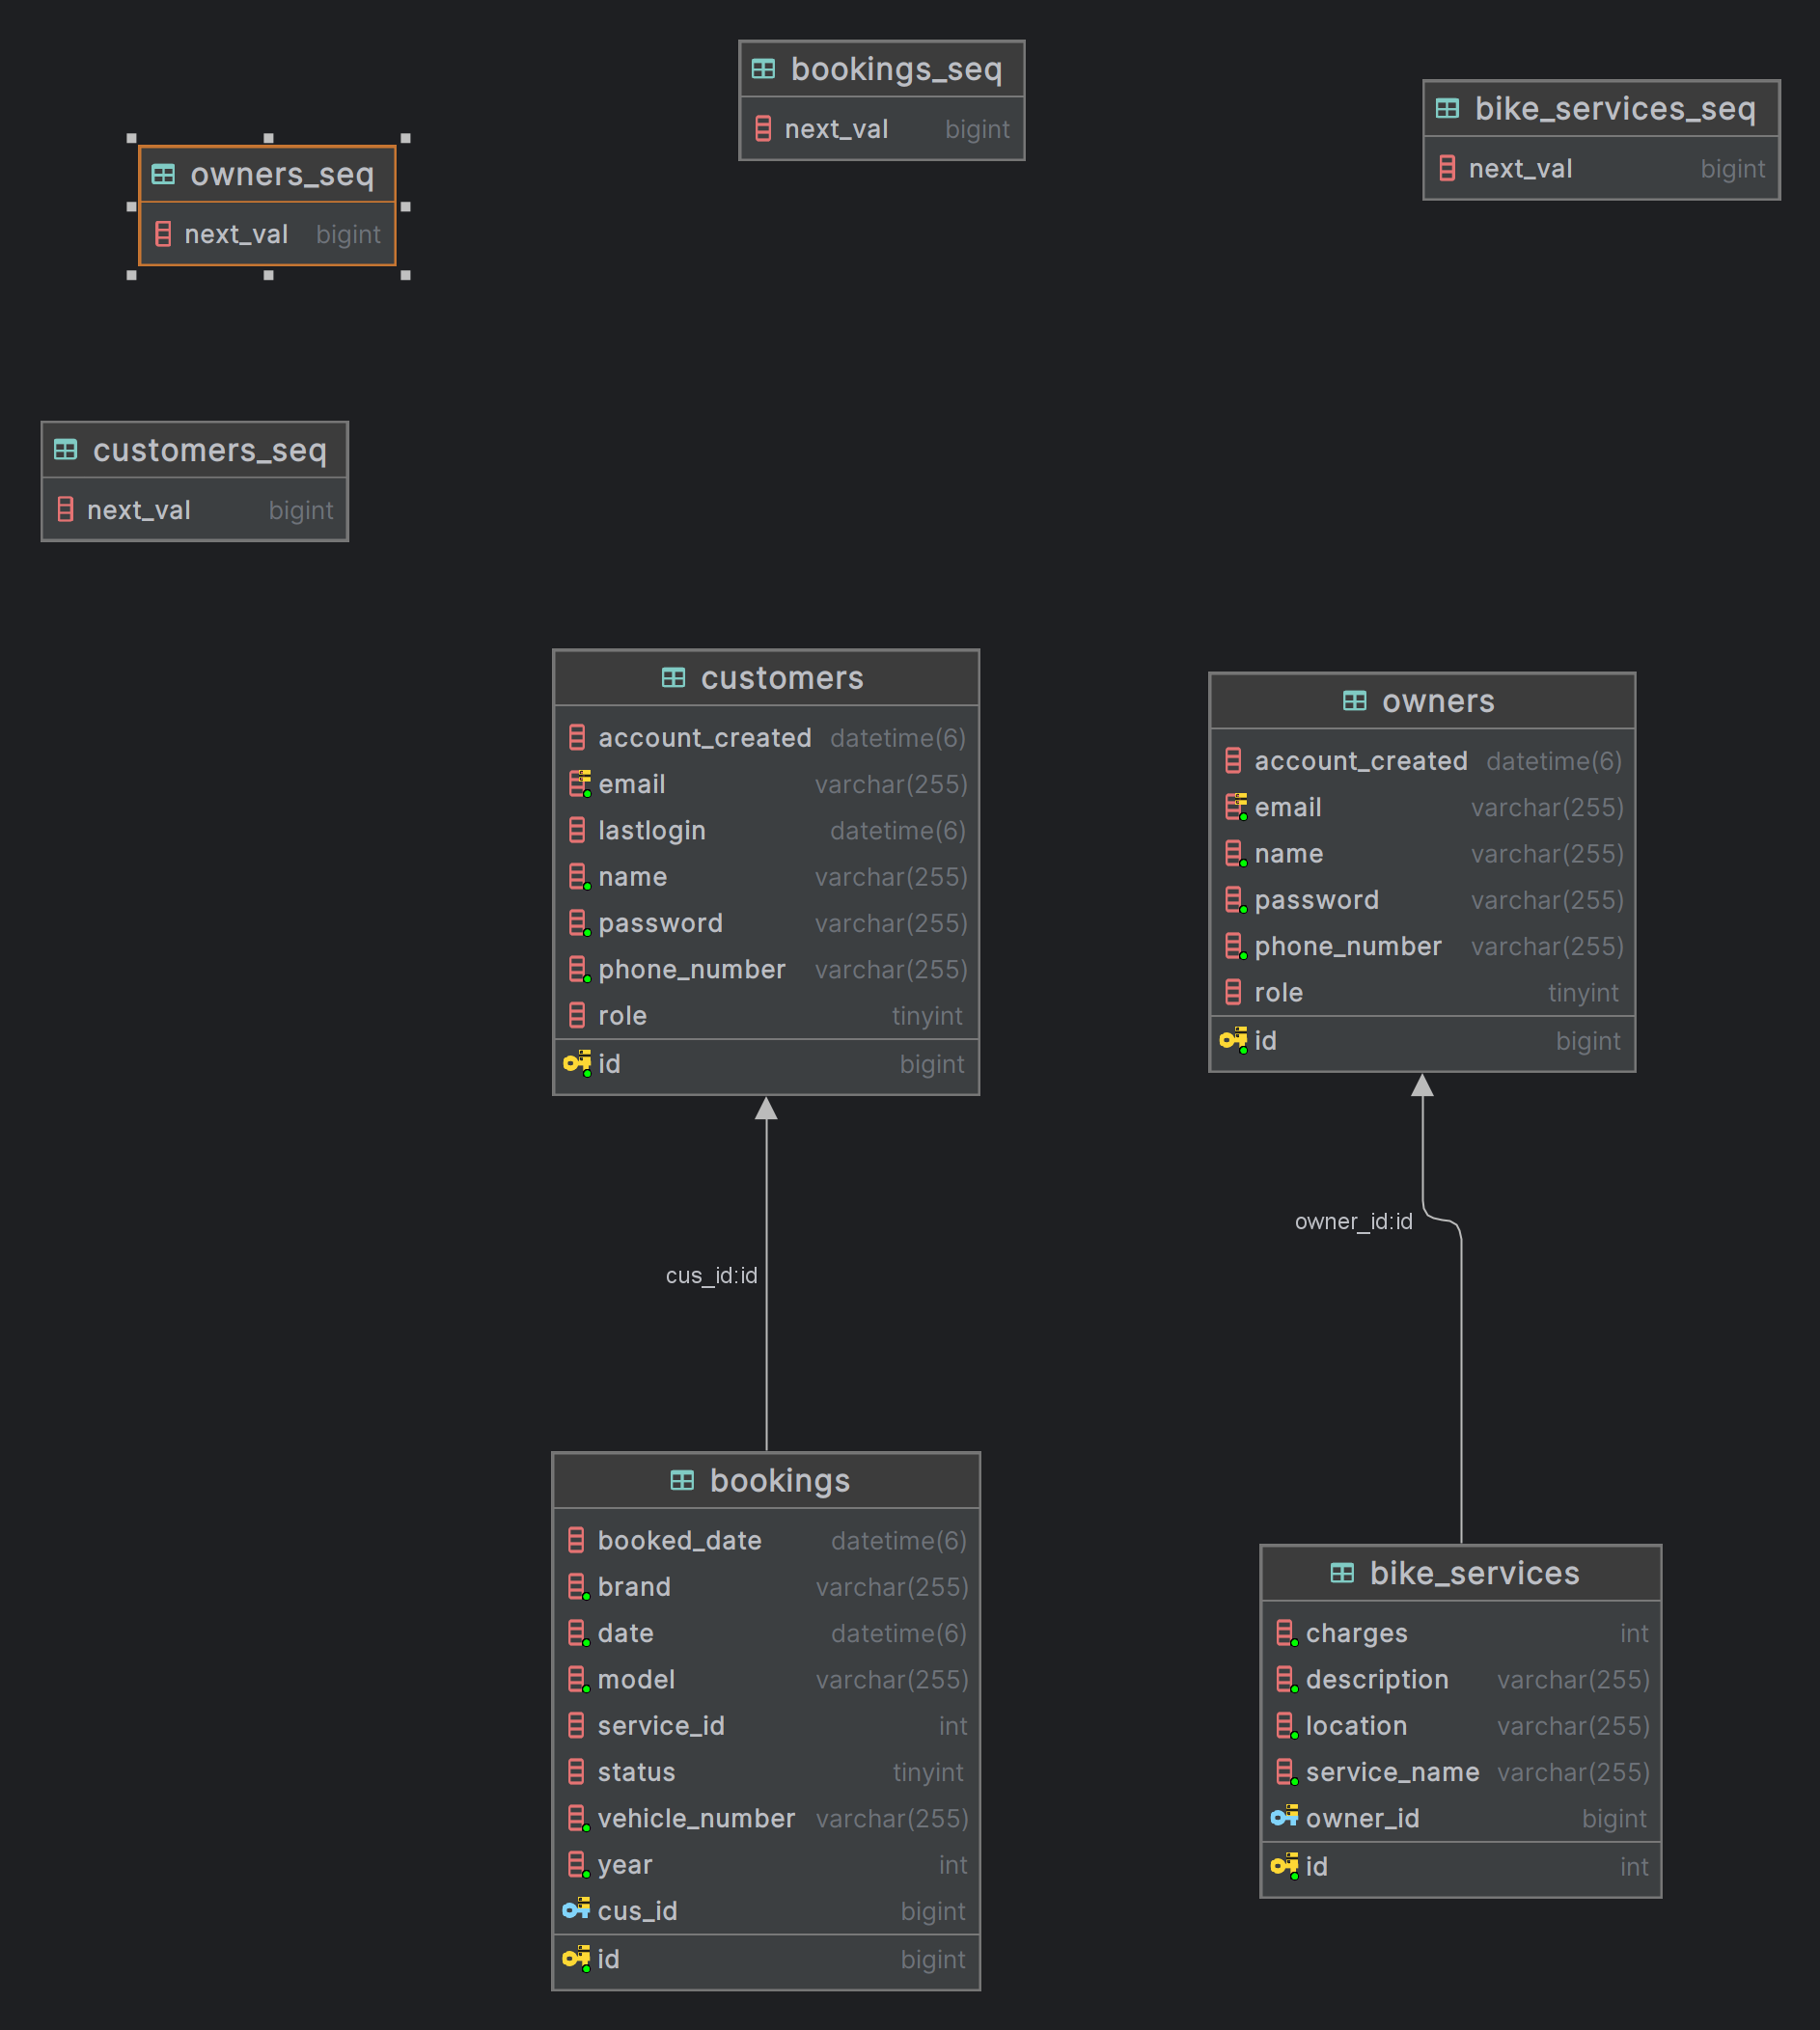 bookings_seq
next_val bigint
bike_services_seq
next_val bigint
owners_seq
next_val bigint
customers_seq
next_val bigint
customers
account_created datetime(6)
email varchar(255)
lastlogin datetime(6)
name varchar(255)
password varchar(255)
phone_number varchar(255)
role tinyint
id bigint
owners
account_created datetime(6)
email varchar(255)
name varchar(255)
password varchar(255)
phone_number varchar(255)
role tinyint
id bigint
cus_id:id
owner_id:id
bookings
booked_date datetime(6)
brand varchar(255)
date datetime(6)
model varchar(255)
service_id int
status tinyint
vehicle_number varchar(255)
year int
cus_id bigint
id bigint
bike_services
charges int
description varchar(255)
location varchar(255)
service_name varchar(255)
owner_id bigint
id int